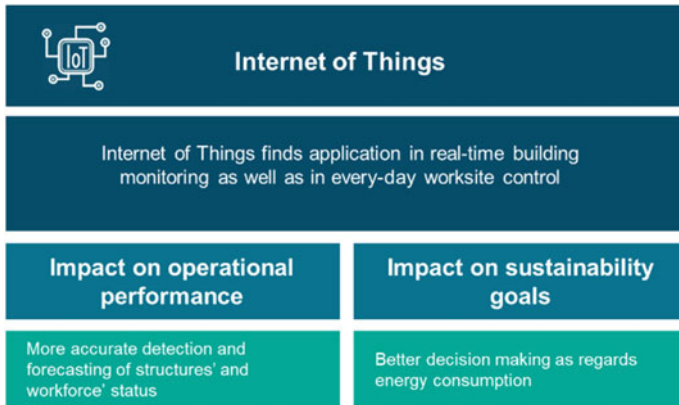 IoT
Internet of Things
Internet of Things finds application in real-time building
monitoring as well as in every-day worksite control
Impact on operational
performance
Impact on sustainability
goals
More accurate detection and
forecasting of structures' and
workforce' status
Better decision making as regards
energy consumption